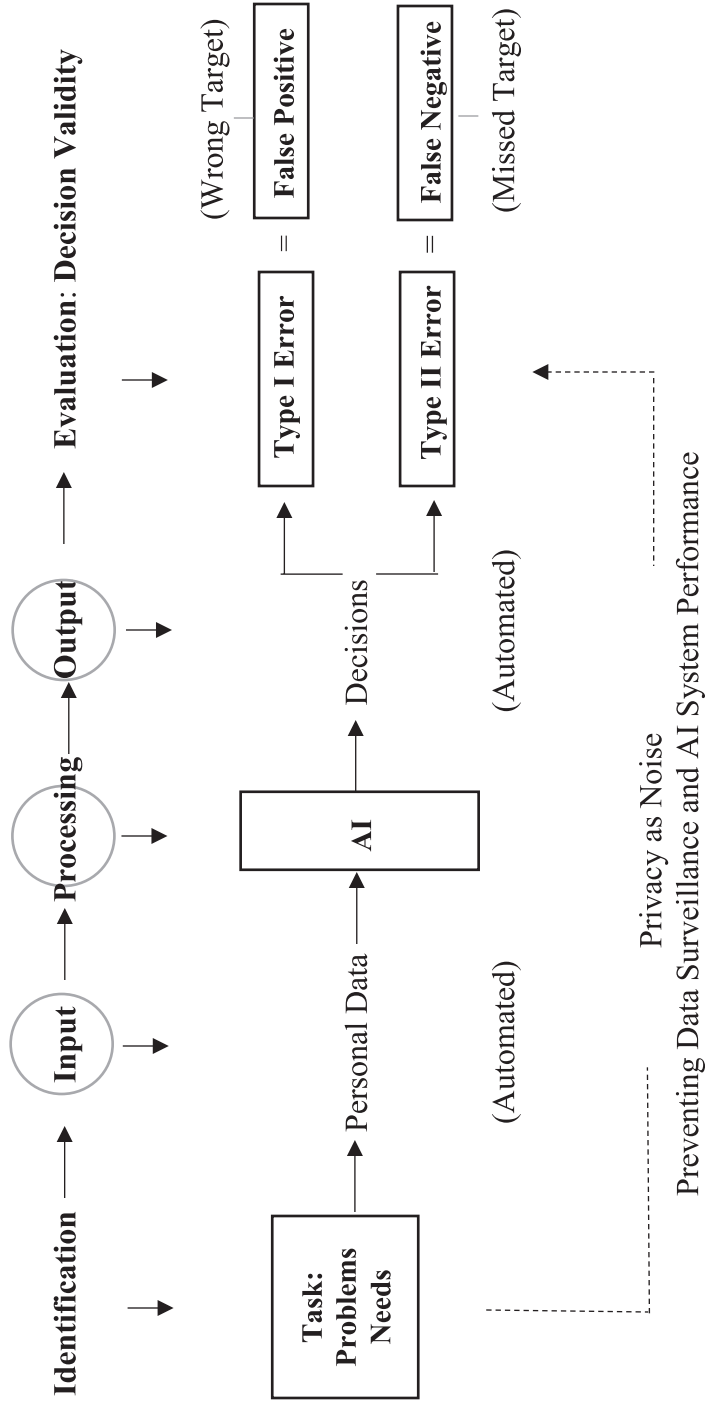 Identification
Input
Processing
Output
Evaluation: Decision Validity
Task:
Problems
Needs
Personal Data
(Automated)
AI
Decisions
(Automated)
Type I Error
=
False Positive
(Wrong Target)
Type II Error
=
False Negative
(Missed Target)
Privacy as Noise
Preventing Data Surveillance and AI System Performance